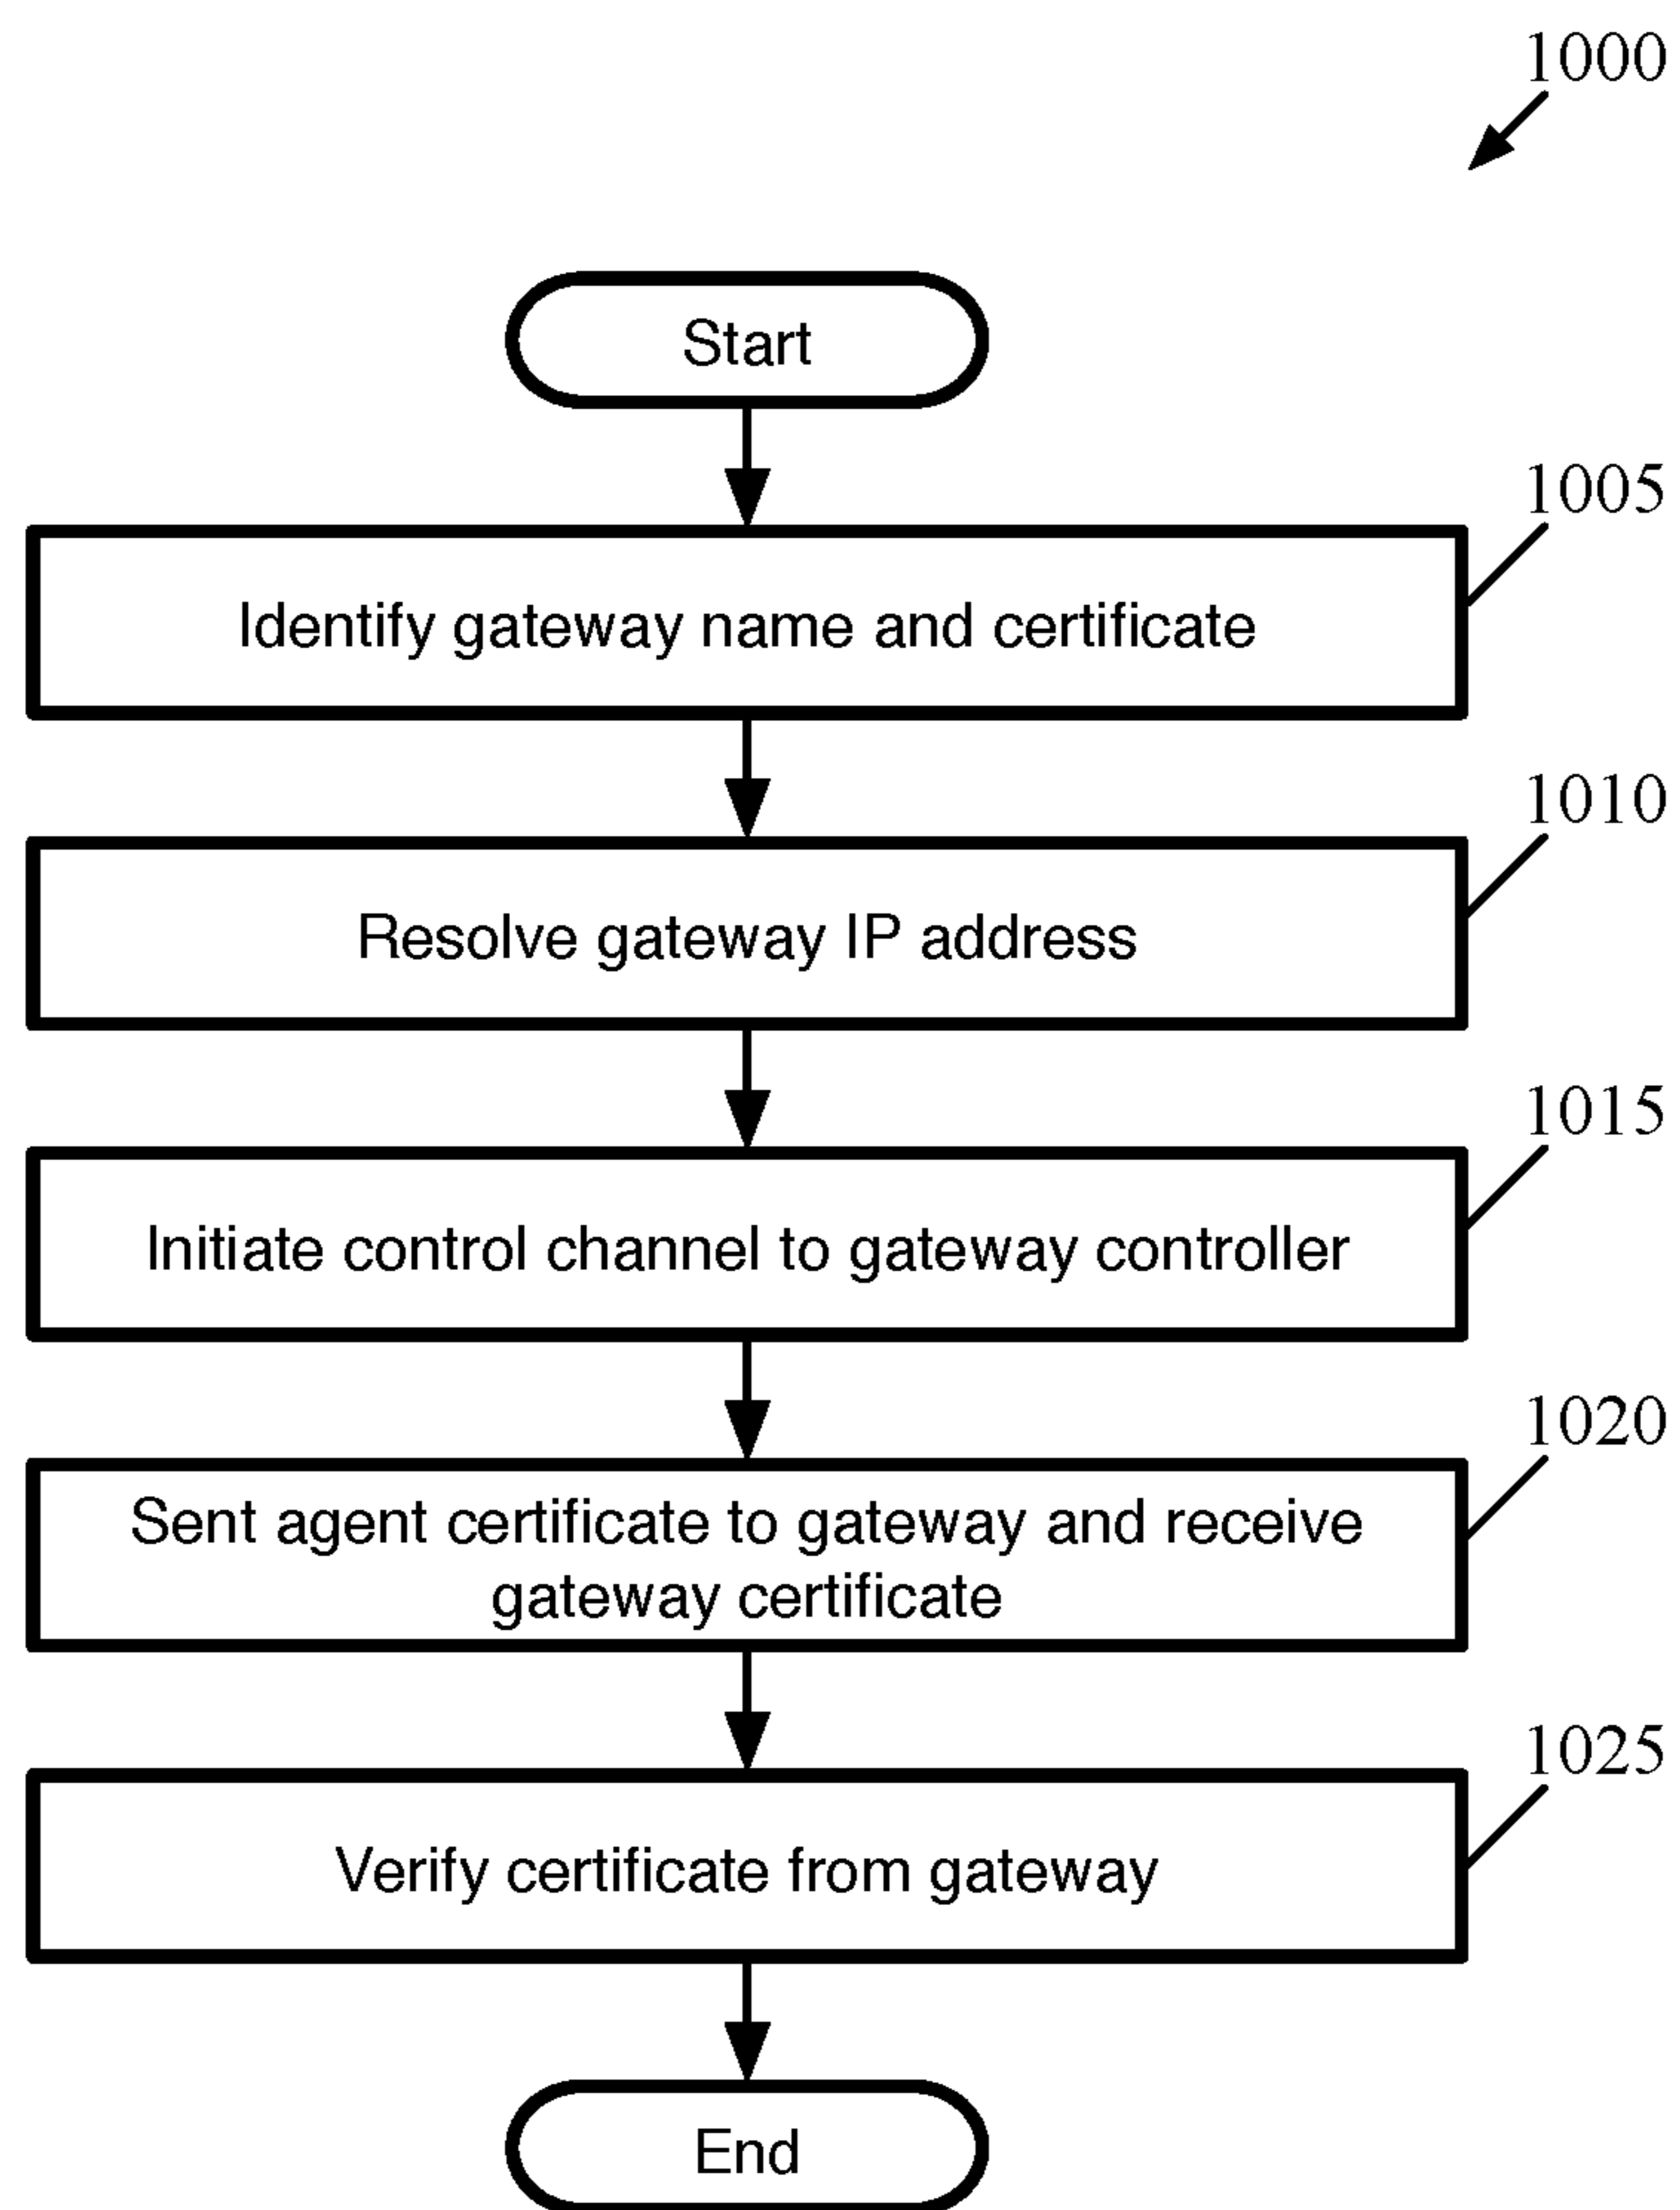 1000
Start
1005
Identify gateway name and certificate
1010
Resolve gateway IP address
1015
Initiate control channel to gateway controller
1020
Sent agent certificate to gateway and receive
gateway certificate
1025
Verify certificate from gateway
End